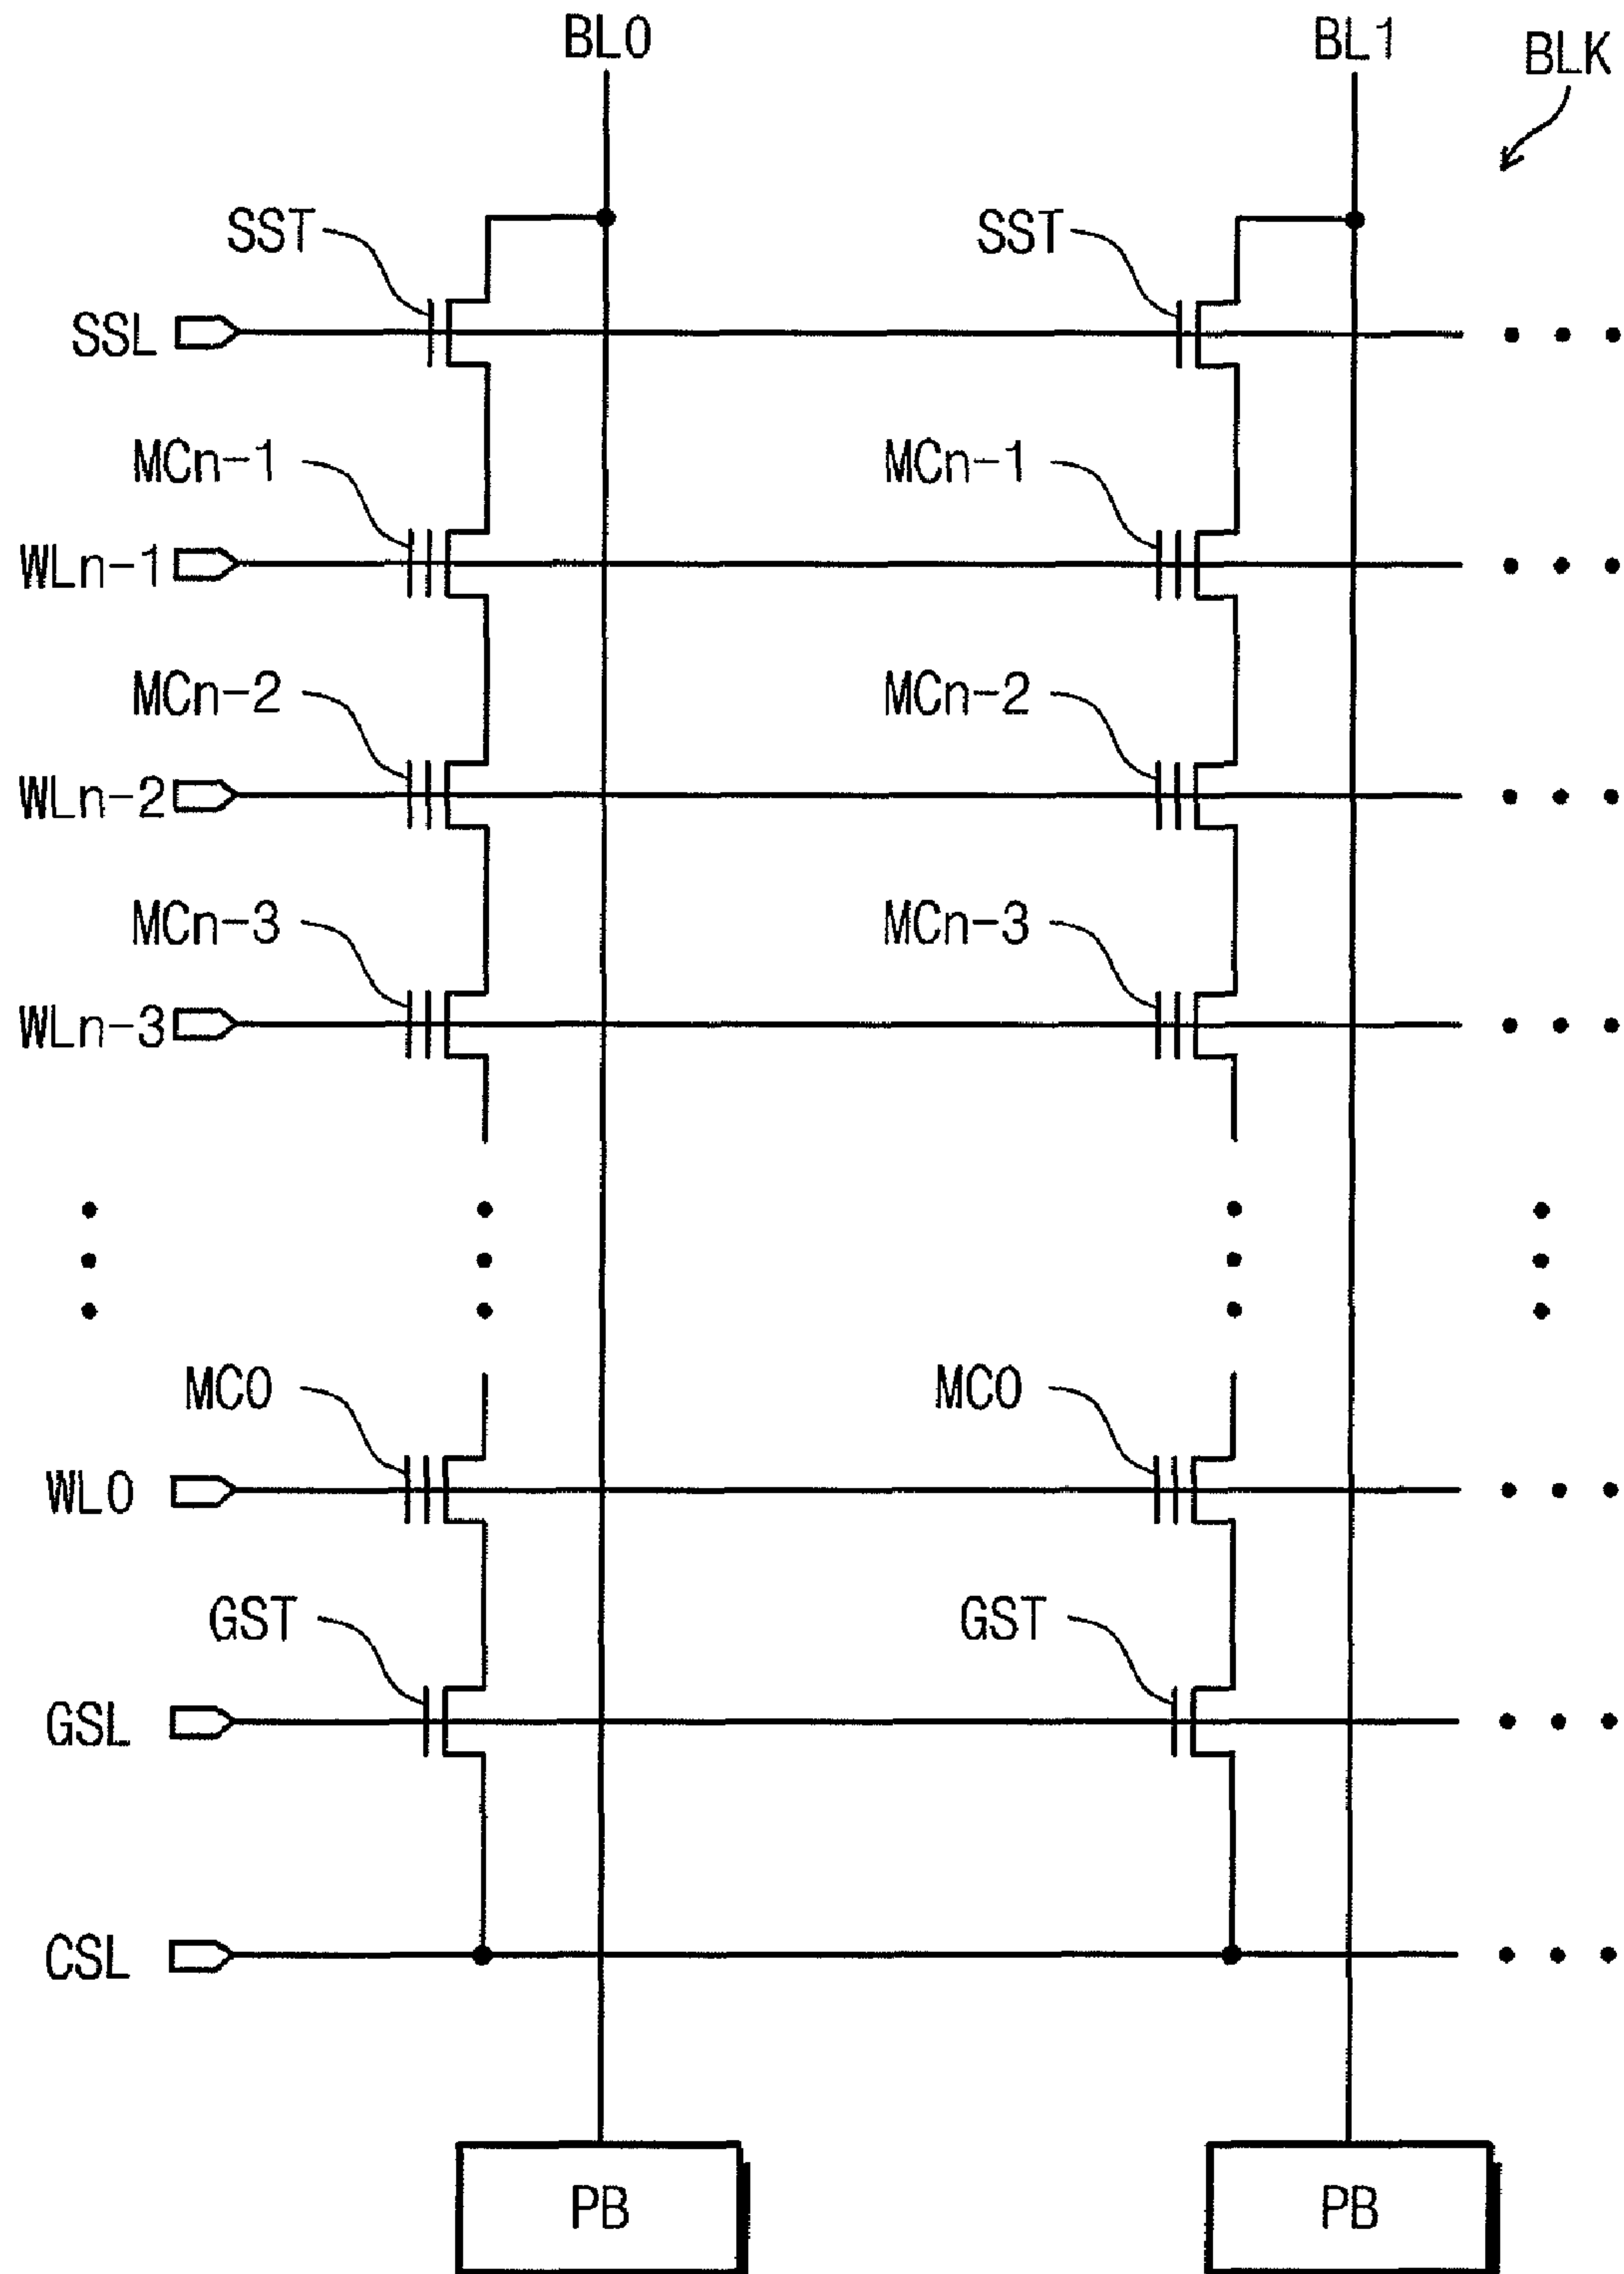 BL0 BL1 BLK
SST SST
SSL
MCn-1 MCn-1
WLn-1
MCn-2 MCn-2
WLn-2
MCn-3 MCn-3
WLn-3
MC0 MC0
WL0
GST GST
GSL
CSL
PB PB